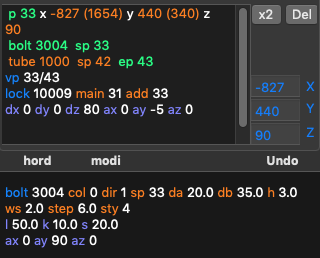 p 33 x -827 (1654) y 440 (340) z
90
bolt 3004 sp 33
tube 1000 sp 42 ep 43
vp 33/43
lock 10009 main 31 add 33
dx 0 dy 0 dz 80 ax 0 ay -5 az 0
x2 Del
-827 X
440 Y
90 Z
hord modi Undo
bolt 3004 col 0 dir 1 sp 33 da 20.0 db 35.0 h 3.0
ws 2.0 step 6.0 sty 4
l 50.0 k 10.0 s 20.0
ax 0 ay 90 az 0